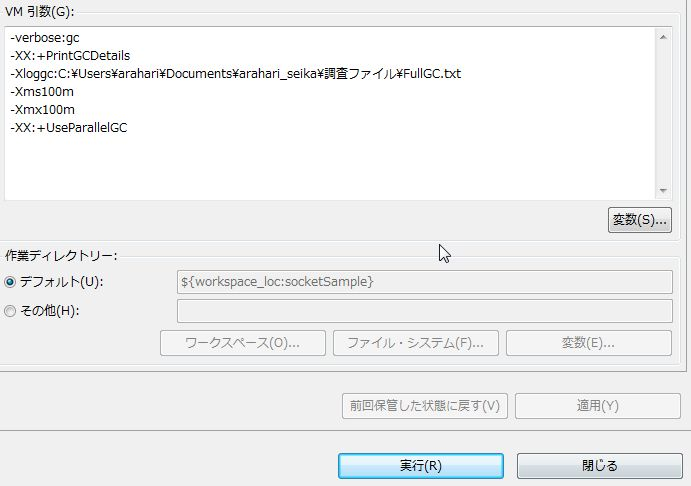 VM 引数(G):
-verbose:gc
-XX:+PrintGCDetails
-Xloggc:C:¥Users¥arahari¥Documents¥arahari_seika¥調査ファイル¥FullGC.txt
-Xms100m
-Xmx100m
-XX:+UseParallelGC
変数(S)...
作業ディレクトリー:
デフォルト(U):
${workspace_loc:socketSample}
その他(H):
ワークスペース(O)...
ファイル・システム(F)...
変数(E)...
前回保管した状態に戻す(V)
適用(Y)
実行(R)
閉じる